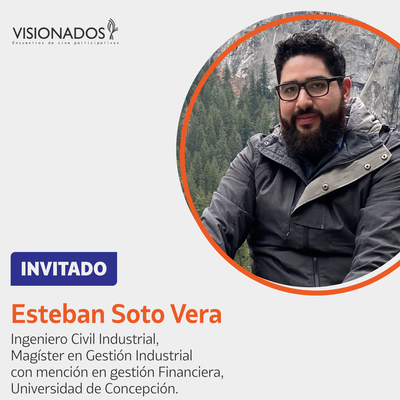 VISIONADOS
Encuentros de cine participativos
INVITADO
Esteban Soto Vera
Ingeniero Civil Industrial,
Magíster en Gestión Industrial
con mención en gestión Financiera,
Universidad de Concepción.